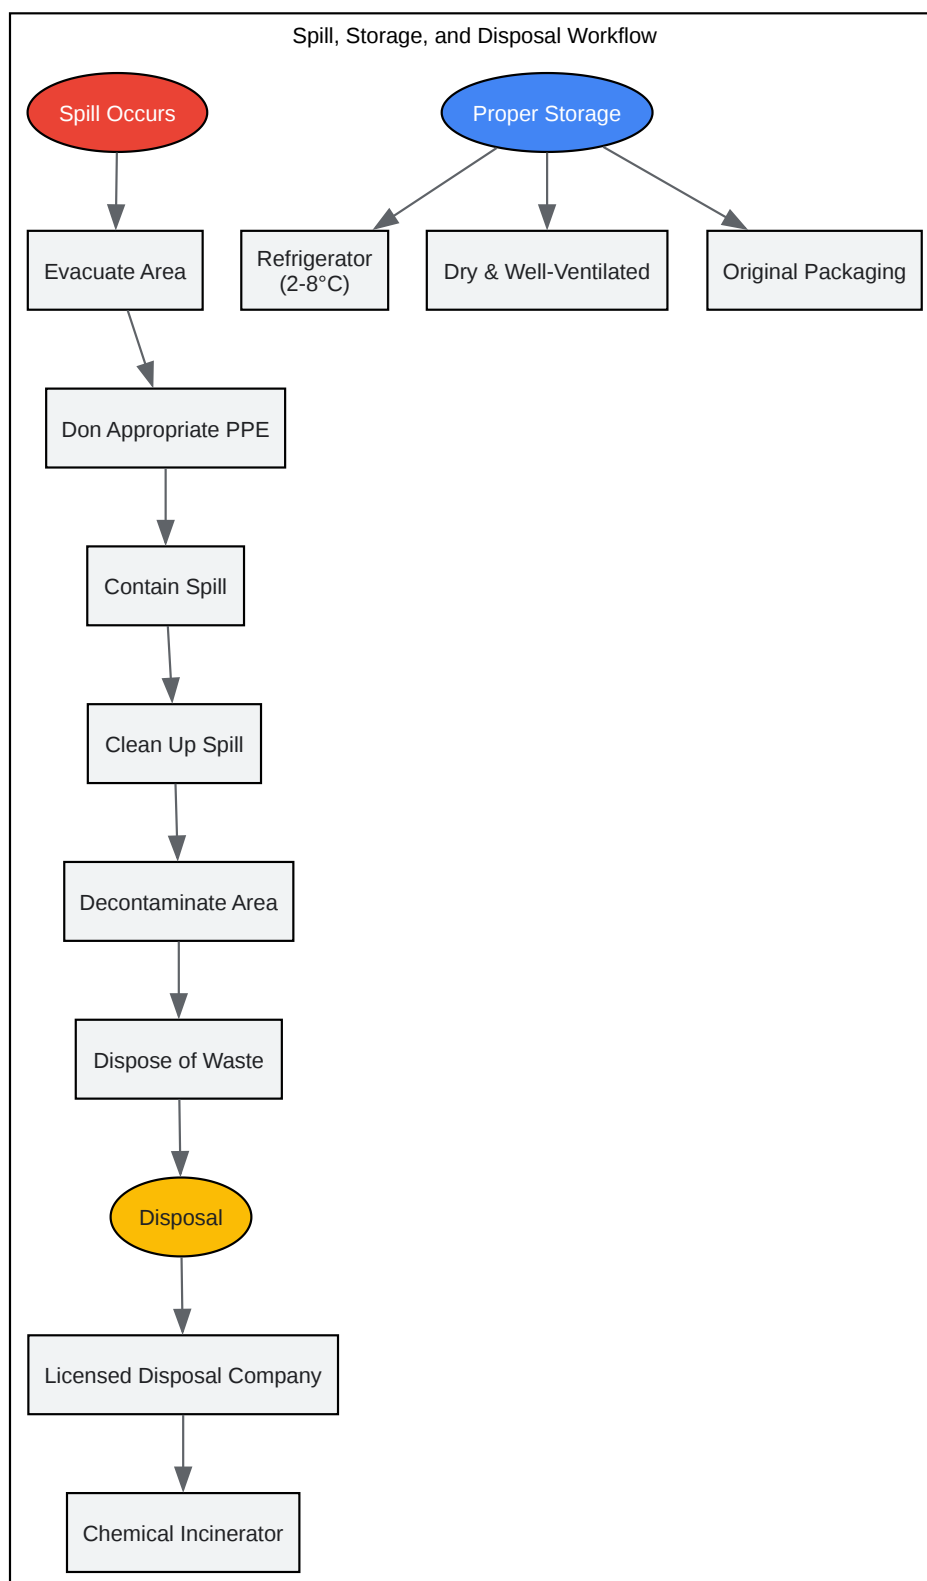 Spill, Storage, and Disposal Workflow
Spill Occurs
Proper Storage
Evacuate Area
Refrigerator
(2-8°C)
Dry & Well-Ventilated
Original Packaging
Don Appropriate PPE
Contain Spill
Clean Up Spill
Decontaminate Area
Dispose of Waste
Disposal
Licensed Disposal Company
Chemical Incinerator